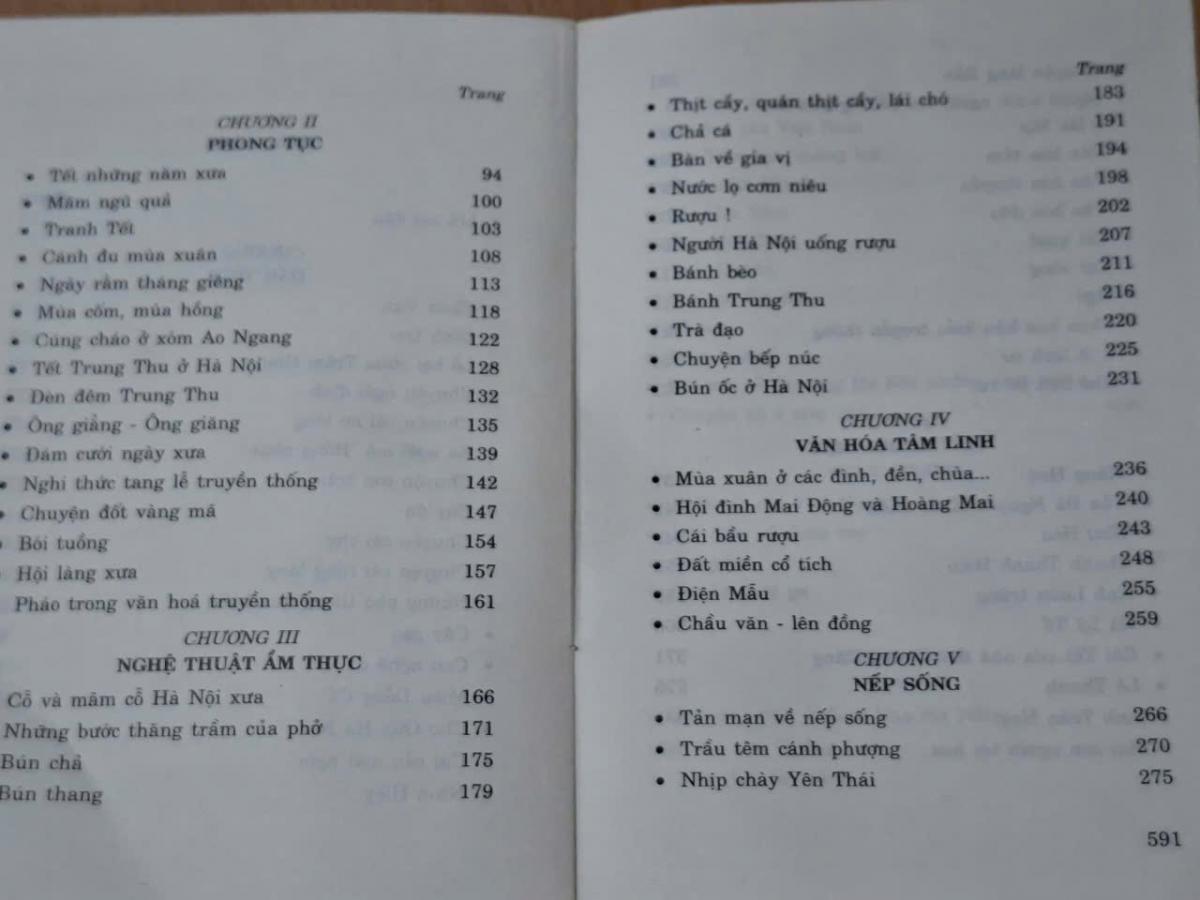 Trang
CHƯƠNG II
PHONG TỤC
• Tết những năm xưa 94
• Mâm ngũ quả 100
• Tranh Tết 103
• Cánh đu mùa xuân 108
• Ngày rằm tháng giêng 113
• Mùa cốm, mùa hồng 118
• Cúng cháo ở xóm Ao Ngang 122
• Tết Trung Thu ở Hà Nội 128
• Đèn đêm Trung Thu 132
• Ông giẳng - Ông giăng 135
• Đám cưới ngày xưa 139
• Nghi thức tang lễ truyền thống 142
• Chuyện đốt vàng mã 147
• Bói tuồng 154
• Hội làng xưa 157
Pháo trong văn hoá truyền thống 161
CHƯƠNG III
NGHỆ THUẬT ẨM THỰC
Cỗ và mâm cỗ Hà Nội xưa 166
Những bước thăng trầm của phở 171
Bún chả 175
Bún thang 179
Trang
• Thịt cầy, quán thịt cầy, lái chó 183
• Chả cá 191
• Bàn về gia vị 194
• Nước lọ cơm niêu 198
• Rượu ! 202
• Người Hà Nội uống rượu 207
• Bánh bèo 211
• Bánh Trung Thu 216
• Trà đạo 220
• Chuyện bếp núc 225
• Bún ốc ở Hà Nội 231
CHƯƠNG IV
VĂN HÓA TÂM LINH
• Mùa xuân ở các đình, đền, chùa... 236
• Hội đình Mai Động và Hoàng Mai 240
• Cái bầu rượu 243
• Đất miền cổ tích 248
• Điện Mẫu 255
• Chầu văn - lên đồng 259
CHƯƠNG V
NẾP SỐNG
• Tản mạn về nếp sống 266
• Trầu têm cánh phượng 270
• Nhịp chày Yên Thái 275
591